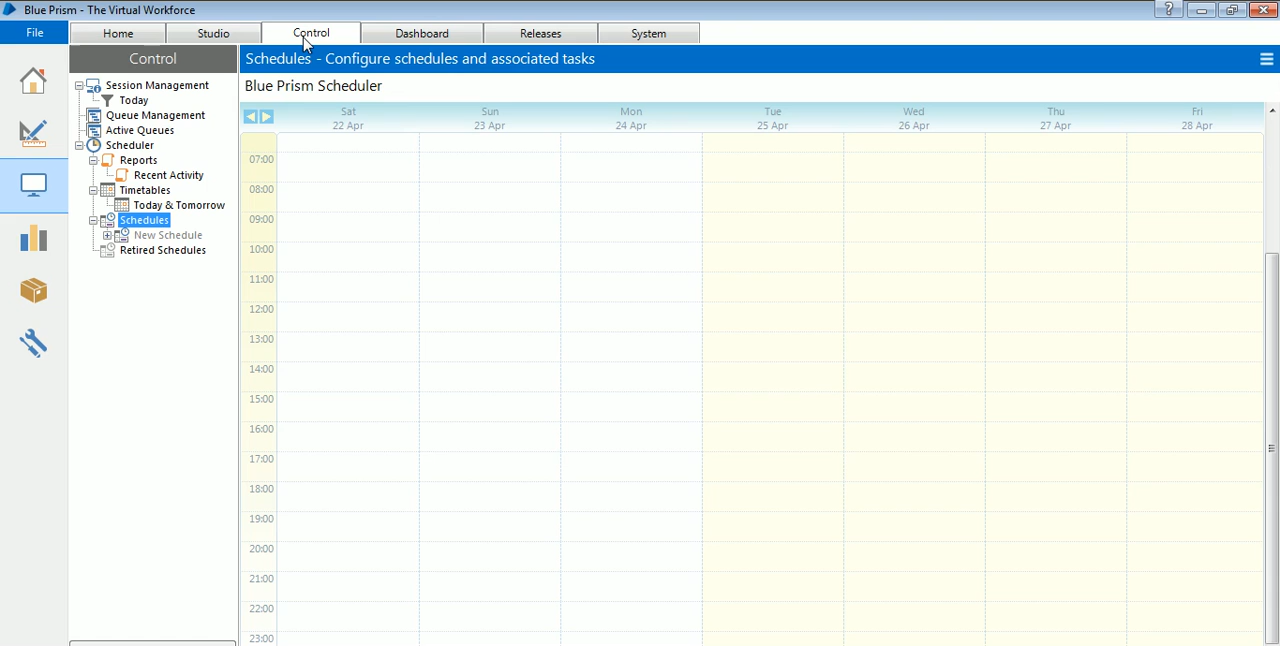 Blue Prism - The Virtual Workforce
?
File
Home
Studio
Control
Dashboard
Releases
System
Control
Schedules - Configure schedules and associated tasks
Session Management
Today
Queue Management
Active Queues
Scheduler
Reports
Recent Activity
Timetables
Today & Tomorrow
Schedules
New Schedule
Retired Schedules
Blue Prism Scheduler
Sat
22 Apr
Sun
23 Apr
Mon
24 Apr
Tue
25 Apr
Wed
26 Apr
Thu
27 Apr
Fri
28 Apr
07:00
08:00
09:00
10:00
11:00
12:00
13:00
14:00
15:00
16:00
17:00
18:00
19:00
20:00
21:00
22:00
23:00